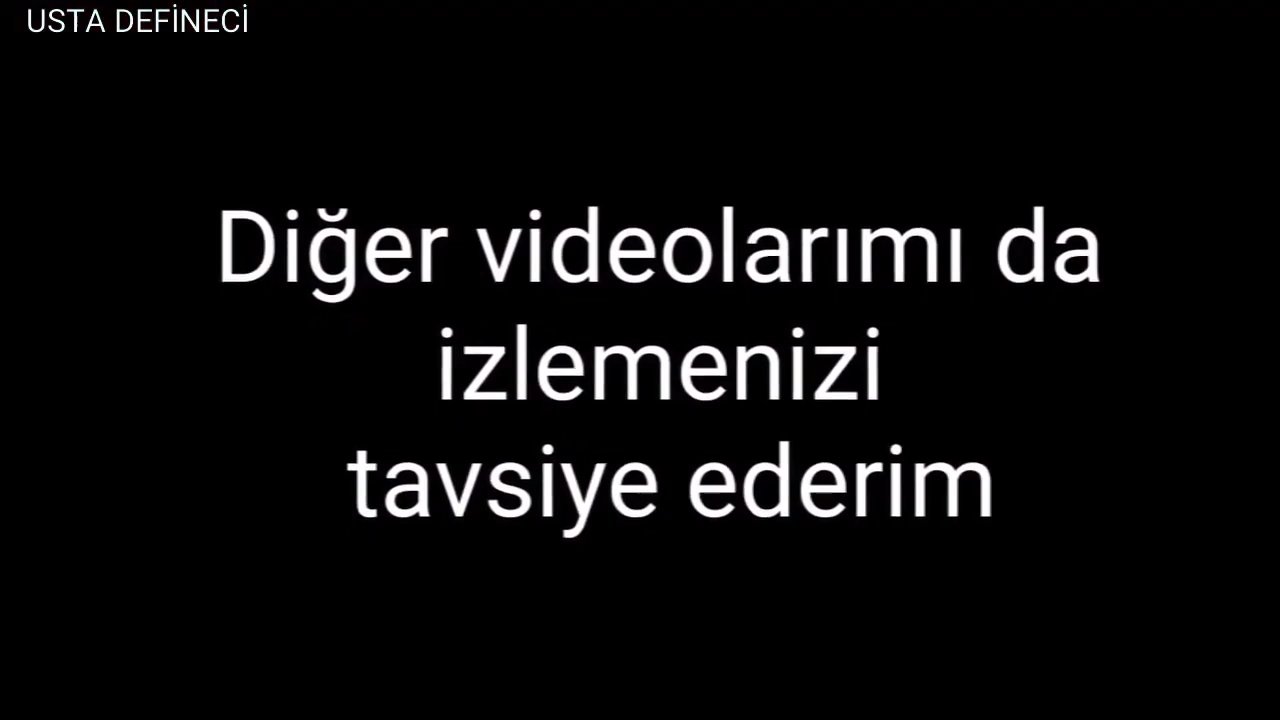 USTA DEFİNECİ
Diğer videolarımı da
izlemenizi
tavsiye ederim